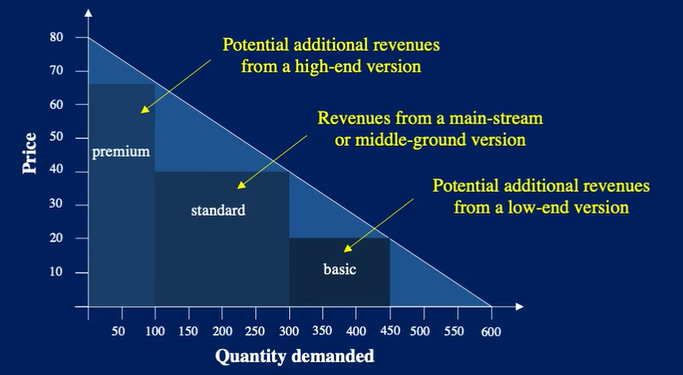 80
70
60
50
40
30
20
10
Price
Potential additional revenues
from a high-end version
Revenues from a main-stream
or middle-ground version
Potential additional revenues
from a low-end version
premium
standard
basic
50 100 150 200 250 300 350 400 450 500 550 600
Quantity demanded